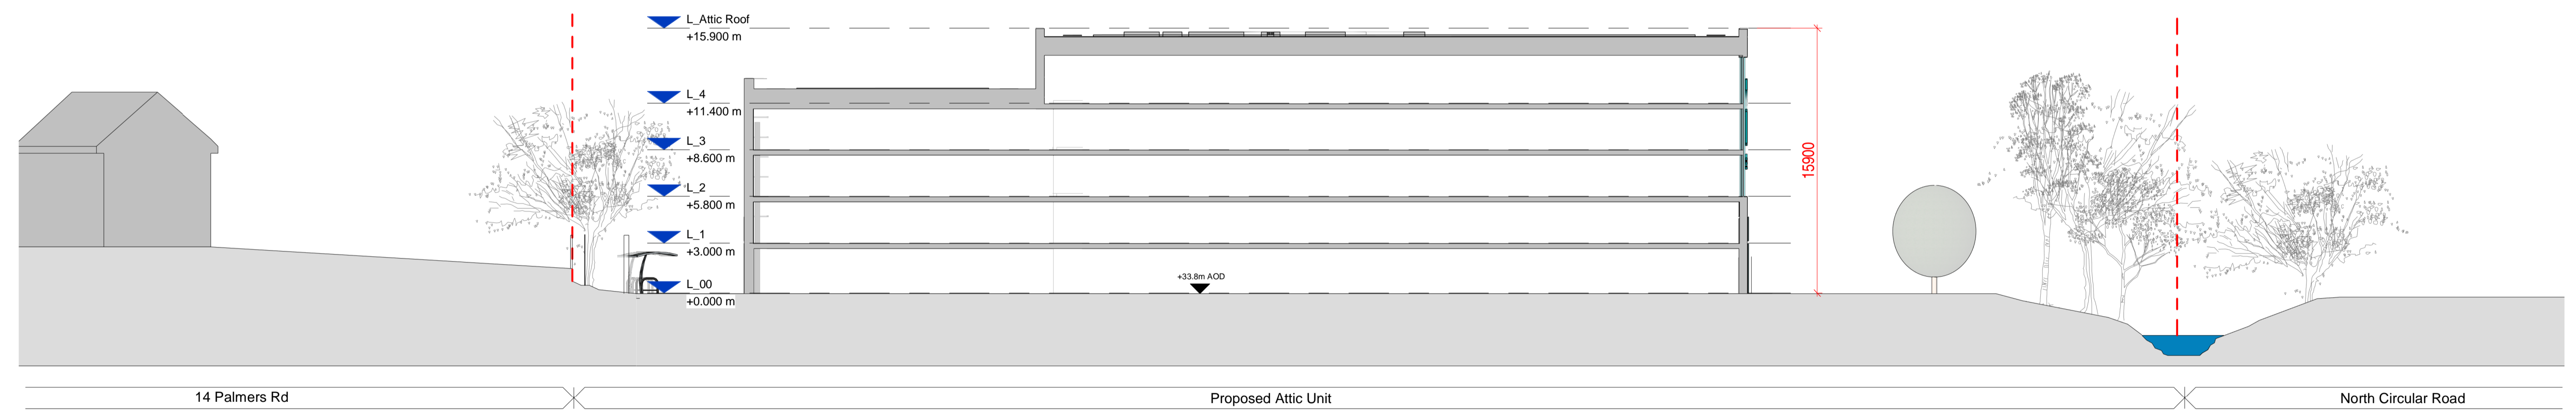 L_Attic Roof
+15.900 m
L_4
+11.400 m
L_3
+8.600 m
L_2
+5.800 m
L_1
+3.000 m
L_00
+0.000 m
+33.8m AOD
15900
14 Palmers Rd
Proposed Attic Unit
North Circular Road